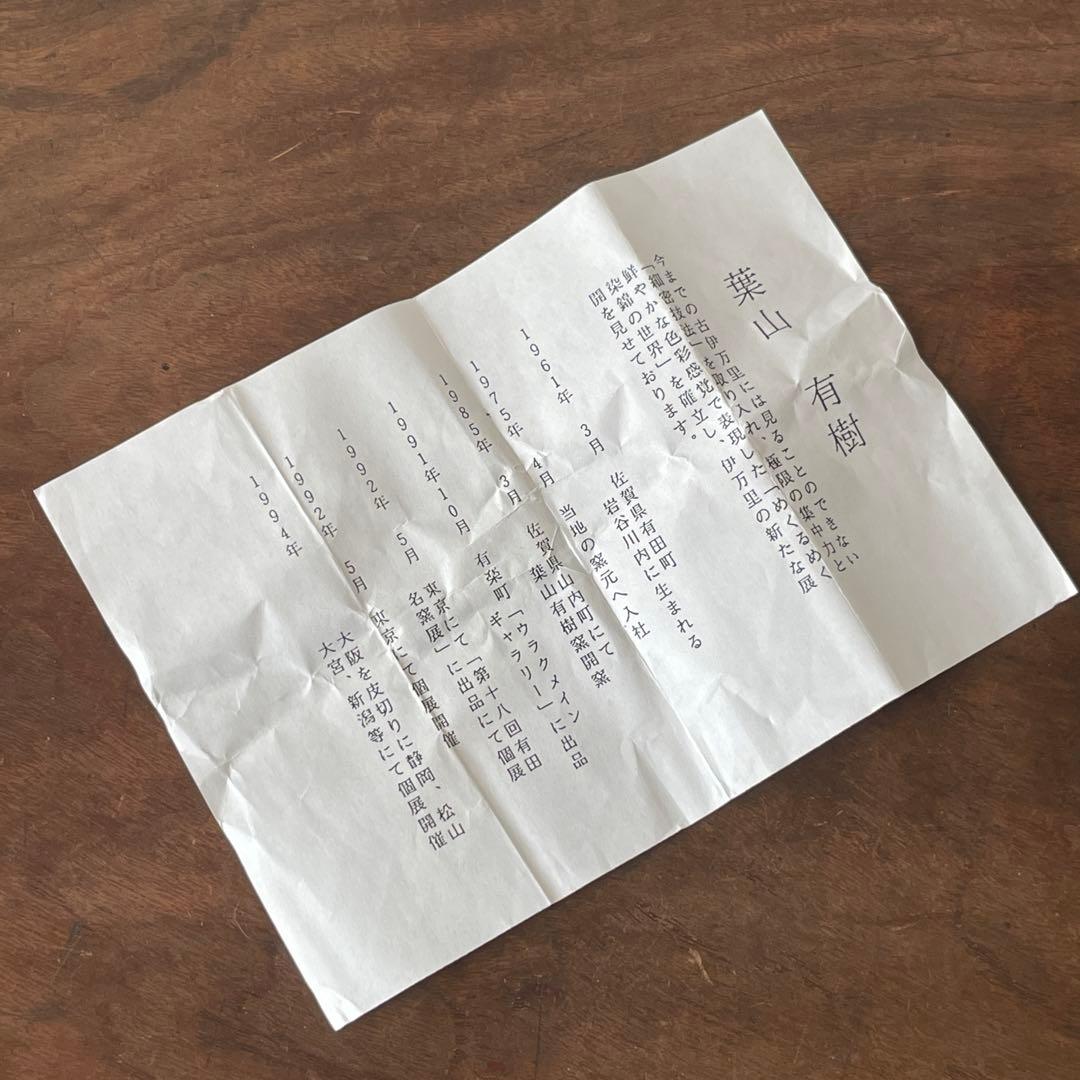 葉山 有樹
今までの古伊万里には見ることのできない
「細密技法」を取り入れ、極限の集中力と
鮮やかな色彩感覚で表現した「めくるめく
染錦の世界」を確立し、伊万里の新たな展
開を見せております。
1961年 3月 佐賀県有田町
岩谷川内に生まれる
1975年 4月 当地の窯元へ入社
1985年 3月 佐賀県山内町にて
葉山有樹窯開窯
1991年10月 有楽町「ウラクメイン
ギャラリー」に出品
1992年 5月 東京にて「第十八回有田
名窯展」に出品にて個展
1992年 5月 東京にて個展開催
1994年 大阪を皮切りに静岡、松山
大宮、新潟等にて個展開催